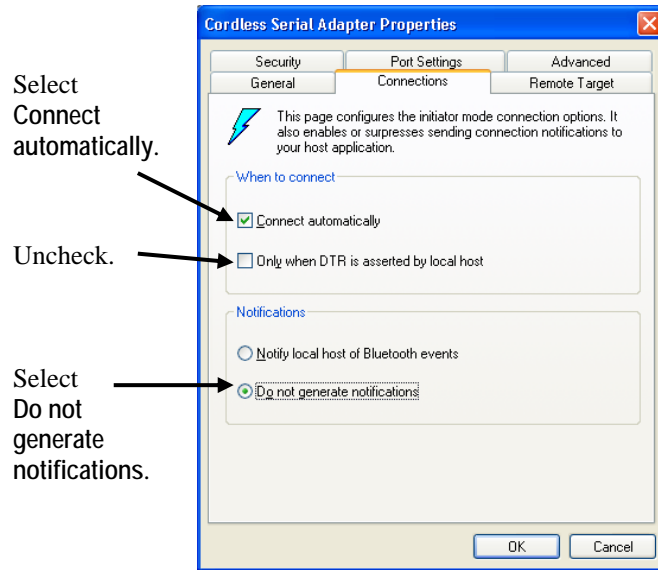 Cordless Serial Adapter Properties
Security
Port Settings
Advanced
General
Connections
Remote Target
This page configures the initiator mode
connection options. It
also enables or surpresses sending connection notifications to
your host application.
When to connect
Connect automatically
Only when DTR is asserted by local host
Notifications
Notify local host of Bluetooth events
Do not generate notifications
OK
Cancel
Select
Connect
automatically.
Uncheck.
Select
Do not
generate
notifications.